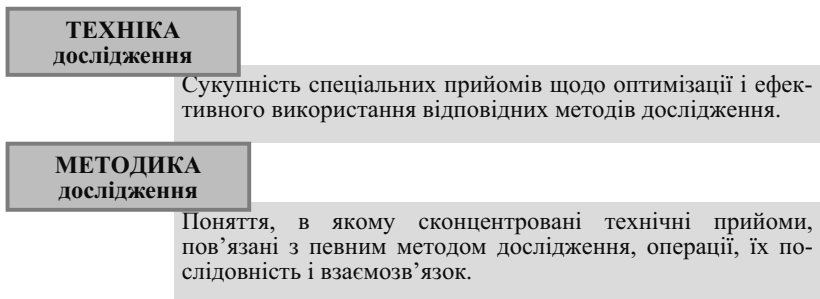 ТЕХНІКА
дослідження
Сукупність спеціальних прийомів щодо оптимізації і ефек-
тивного використання відповідних методів дослідження.
МЕТОДИКА
дослідження
Поняття, в якому сконцентровані технічні прийоми,
пов’язані з певним методом дослідження, операції, їх по-
слідовність і взаємозв’язок.